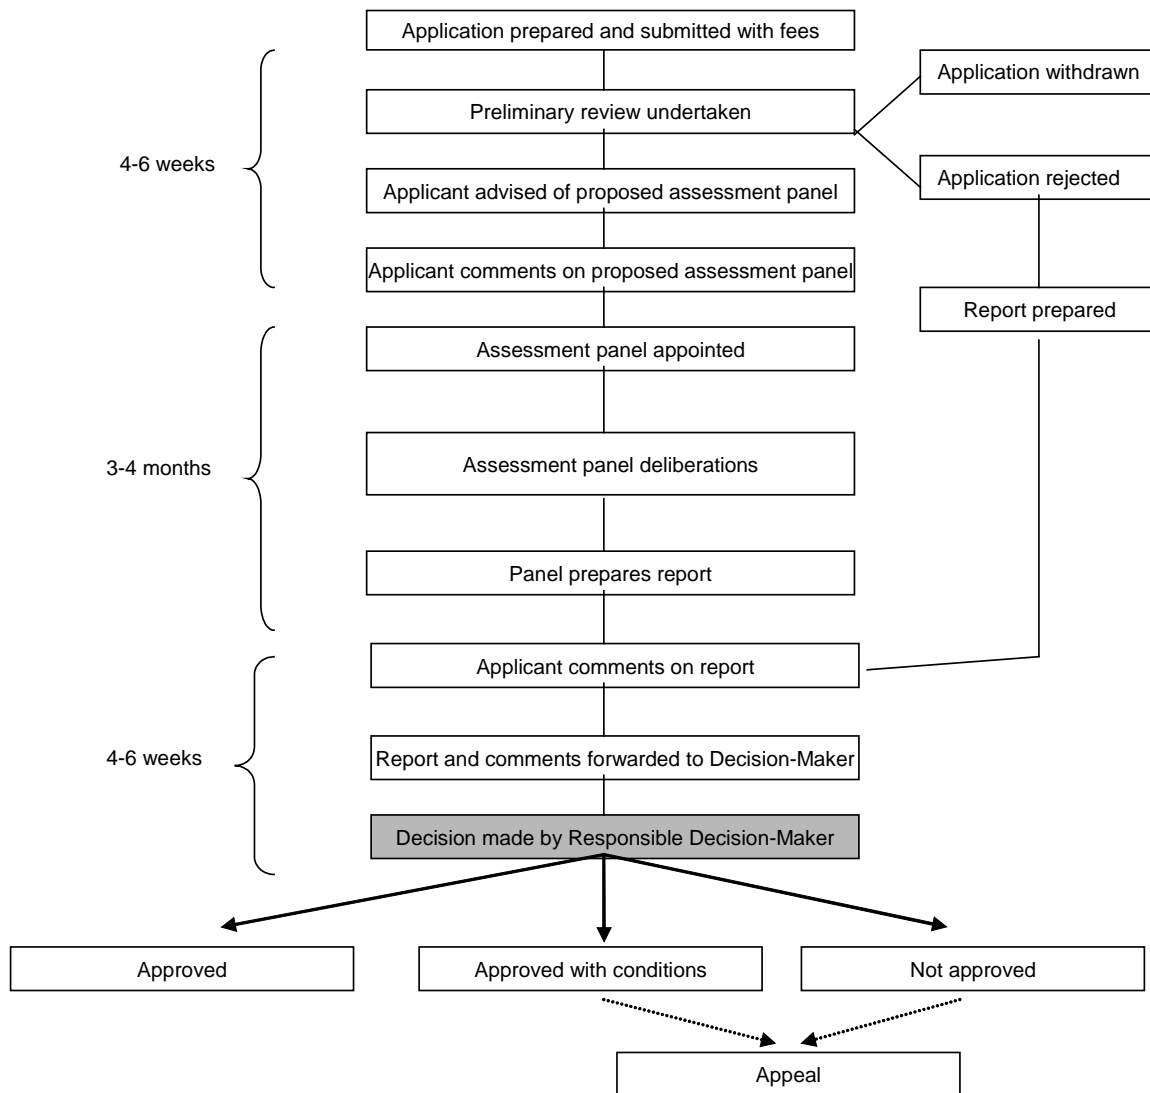 Application prepared and submitted with fees
Application withdrawn
Preliminary review undertaken
4-6 weeks
Application rejected
Applicant advised of proposed assessment panel
Applicant comments on proposed assessment panel
Report prepared
Assessment panel appointed
3-4 months
Assessment panel deliberations
Panel prepares report
Applicant comments on report
4-6 weeks
Report and comments forwarded to Decision-Maker
Decision made by Responsible Decision-Maker
Approved
Approved with conditions
Not approved
Appeal